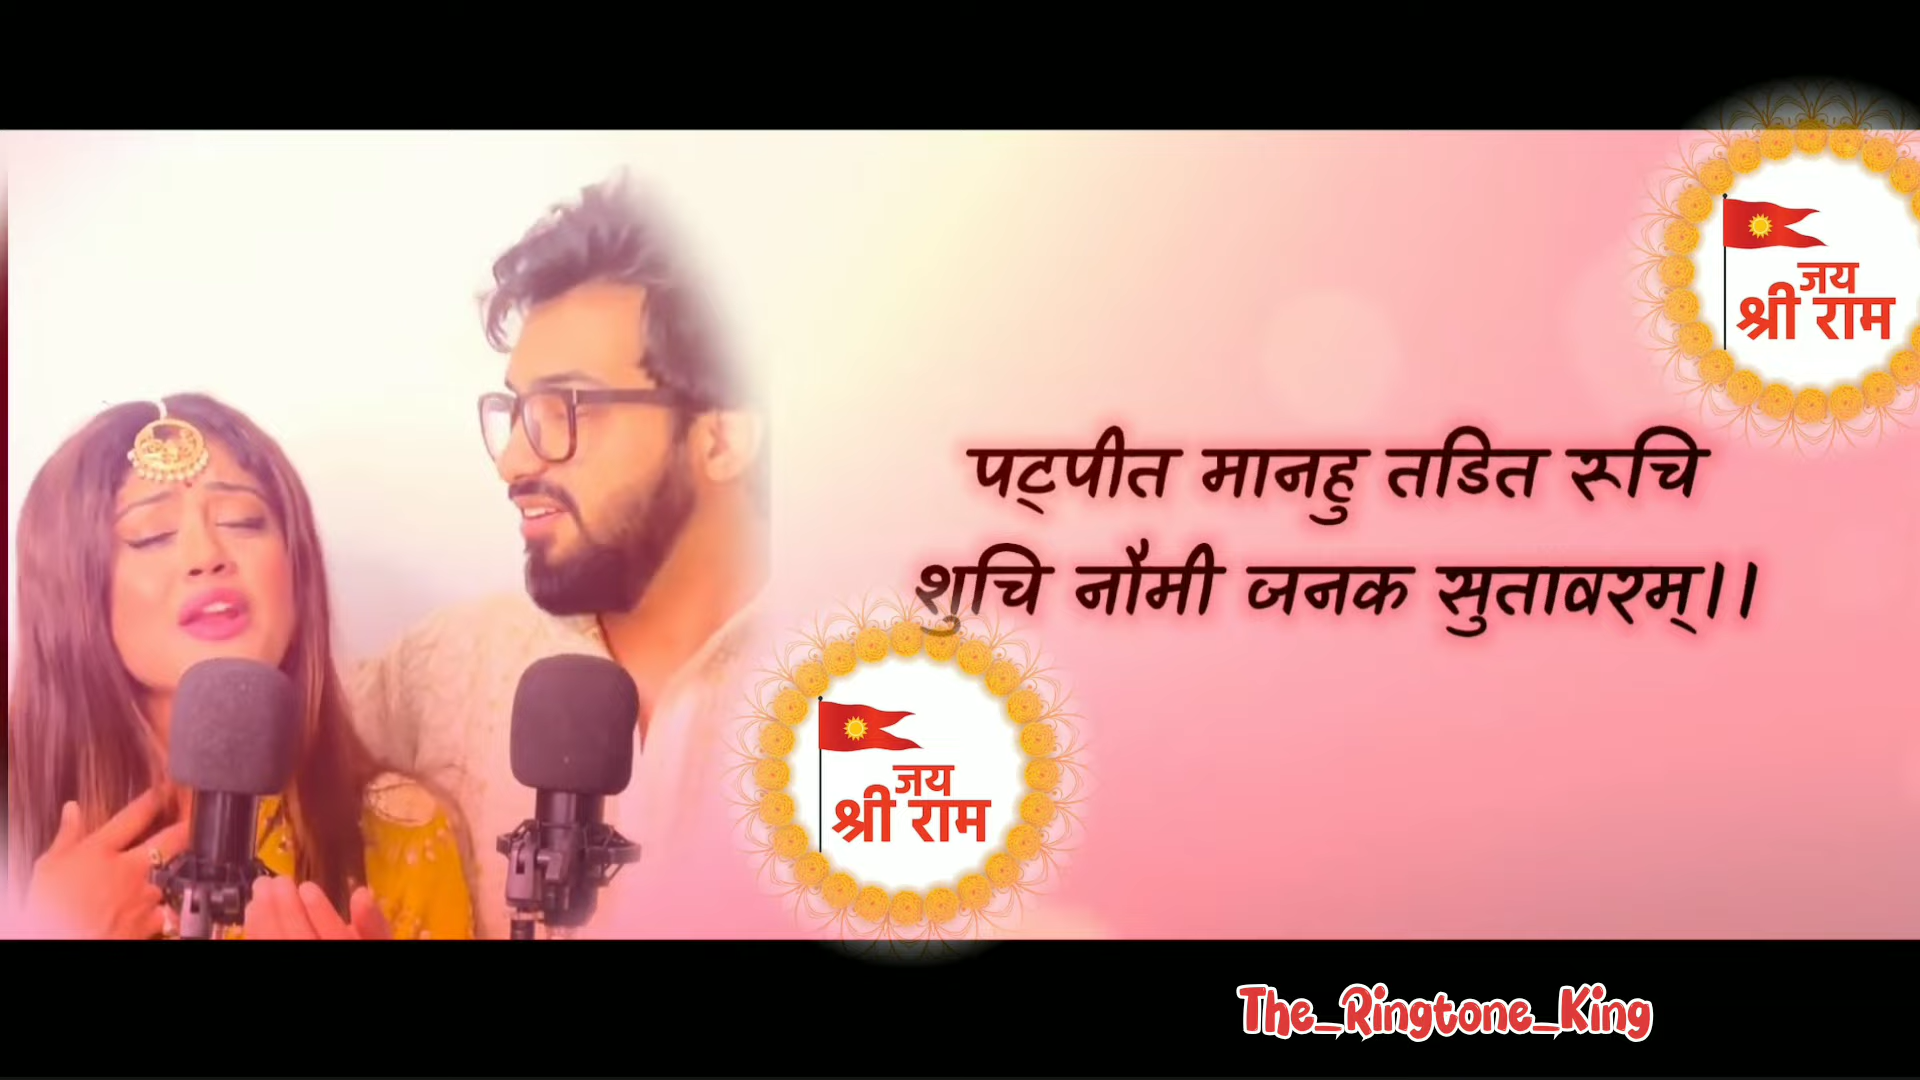 जय
श्री राम
पट्पीत मानहु तडित रूचि
शुचि नौमी जनक सुतावरम्।।
जय
श्री राम
The_Ringtone_King